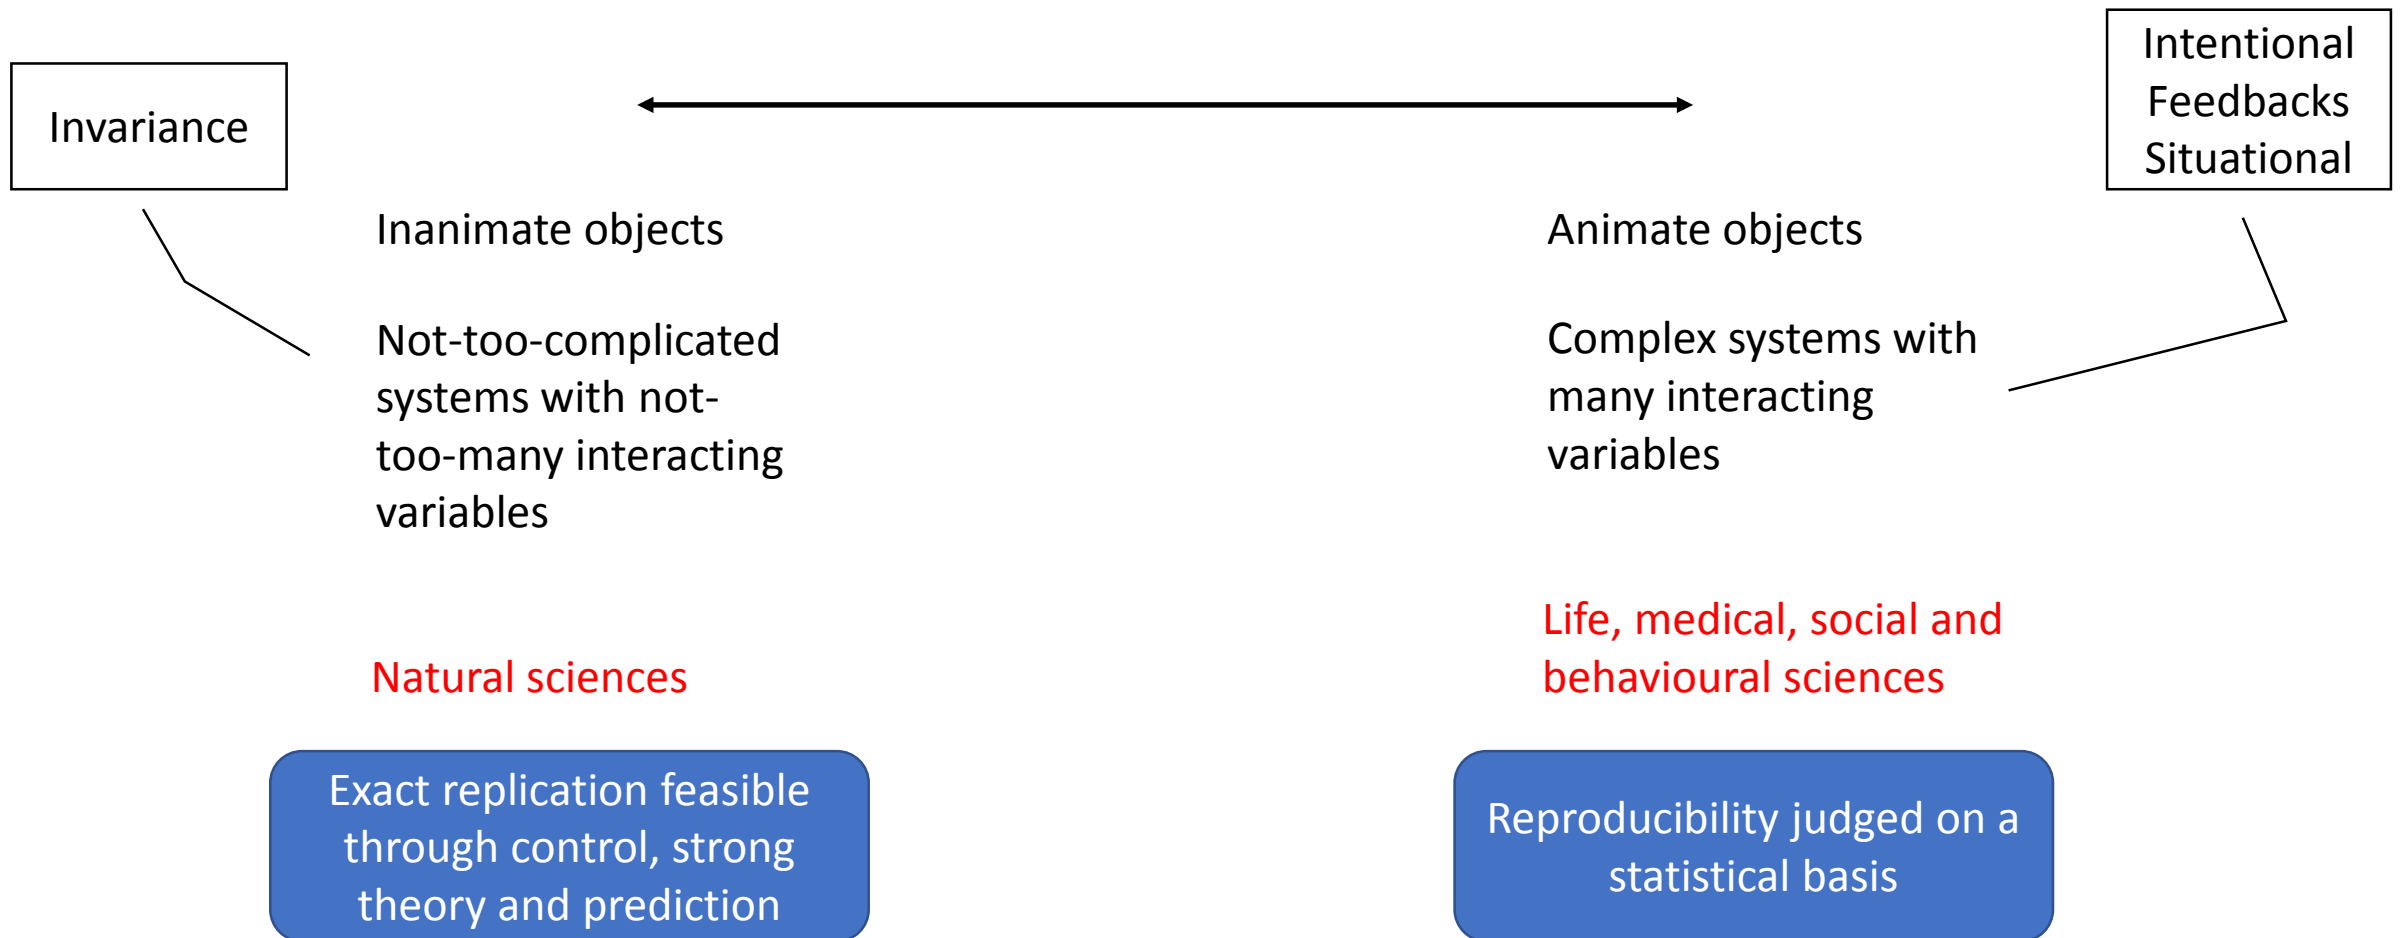 Invariance
Intentional
Feedbacks
Situational
Inanimate objects
Not-too-complicated
systems with not-
too-many interacting
variables
Animate objects
Complex systems with
many interacting
variables
Natural sciences
Life, medical, social and
behavioural sciences
Exact replication feasible
through control, strong
theory and prediction
Reproducibility judged on a
statistical basis